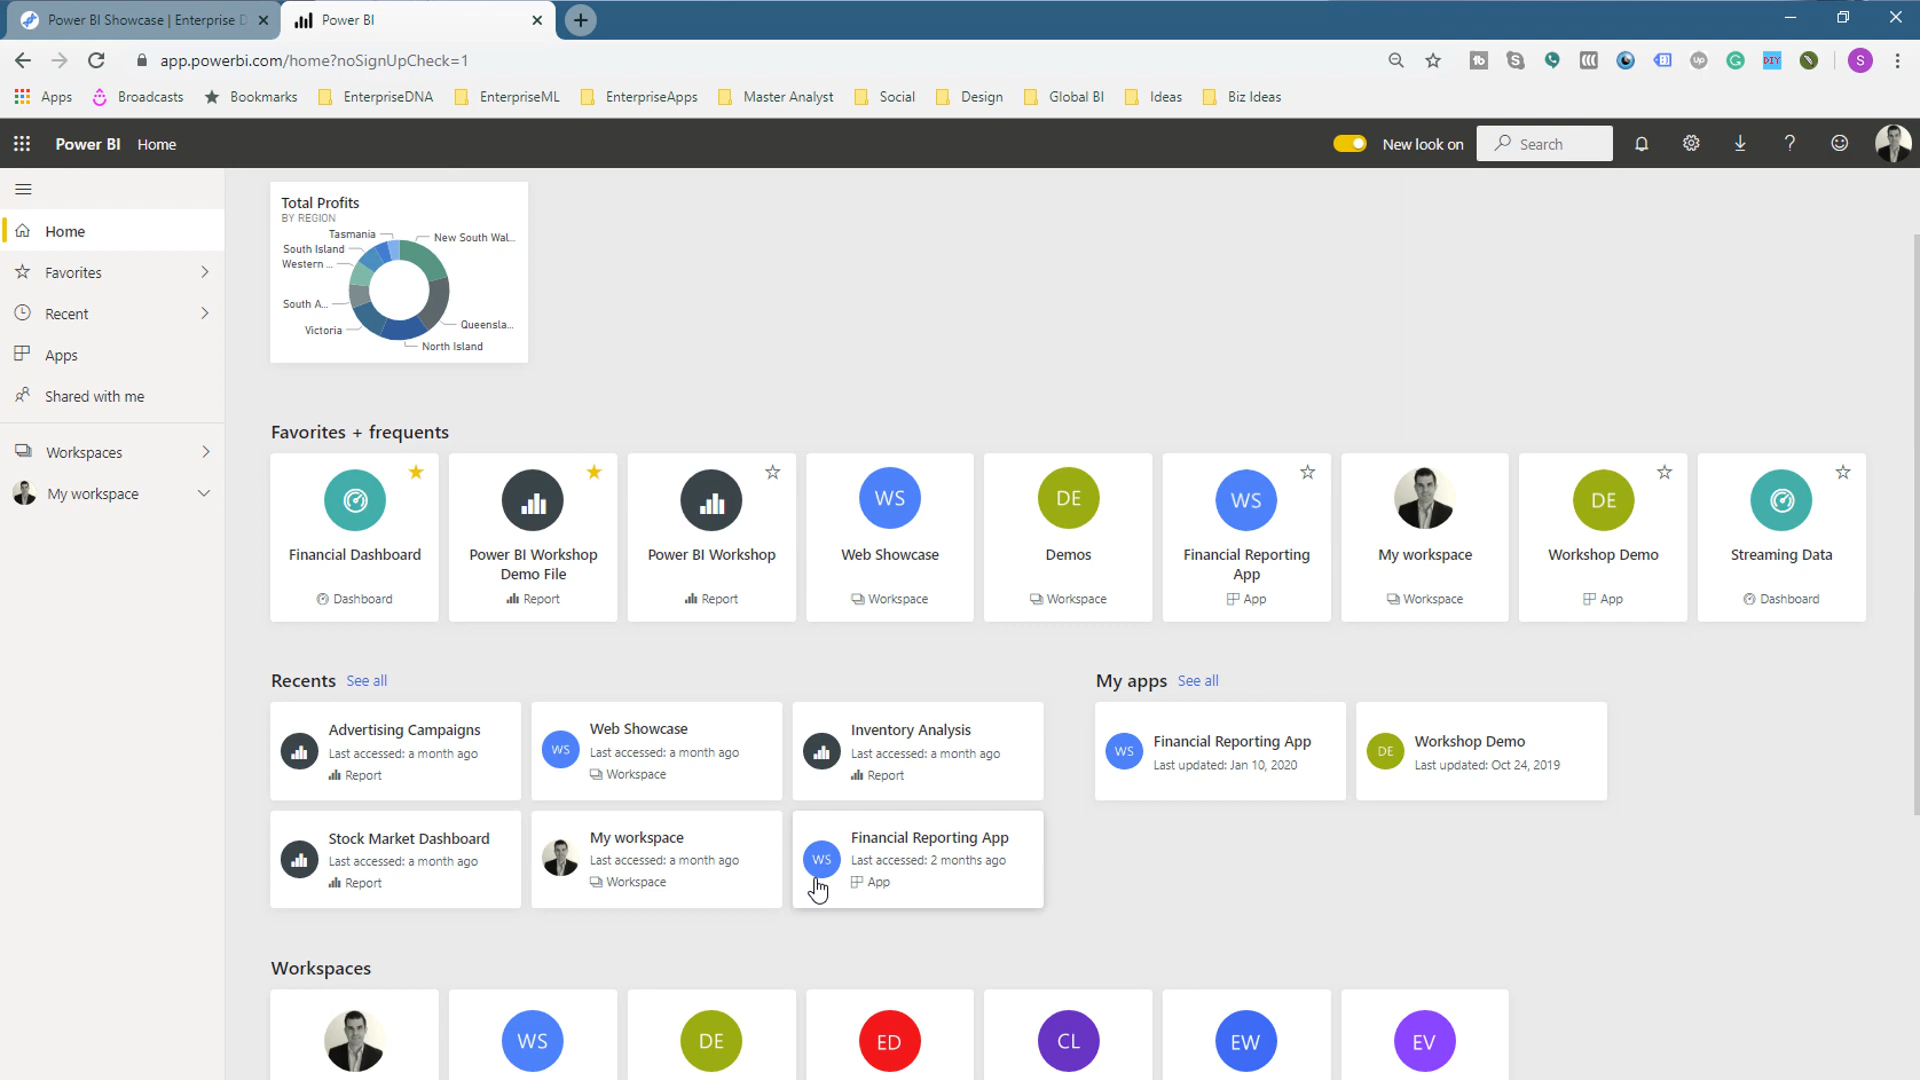 Power BI Showcase | Enterprise D
Power BI
app.powerbi.com/home?noSignUpCheck=1
Apps
Broadcasts
Bookmarks
EnterpriseDNA
EnterpriseML
EnterpriseApps
Master Analyst
Social
Design
Global BI
Ideas
Biz Ideas
Power BI
Home
New look on
Search
Home
Favorites
Recent
Apps
Shared with me
Workspaces
My workspace
Total Profits
BY REGION
Tasmania
New South Wal...
South Island
Western ...
South A...
Victoria
Queensla...
North Island
Favorites + frequents
Financial Dashboard
Dashboard
Power BI Workshop
Demo File
Report
Power BI Workshop
Report
WS
Web Showcase
Workspace
DE
Demos
Workspace
WS
Financial Reporting
App
App
My workspace
Workspace
DE
Workshop Demo
App
Streaming Data
Dashboard
Recents See all
Advertising Campaigns
Last accessed: a month ago
Report
WS
Web Showcase
Last accessed: a month ago
Workspace
Inventory Analysis
Last accessed: a month ago
Report
Stock Market Dashboard
Last accessed: a month ago
Report
My workspace
Last accessed: a month ago
Workspace
WS
Financial Reporting App
Last accessed: 2 months ago
App
My apps See all
WS
Financial Reporting App
Last updated: Jan 10, 2020
DE
Workshop Demo
Last updated: Oct 24, 2019
Workspaces
WS
DE
ED
CL
EW
EV